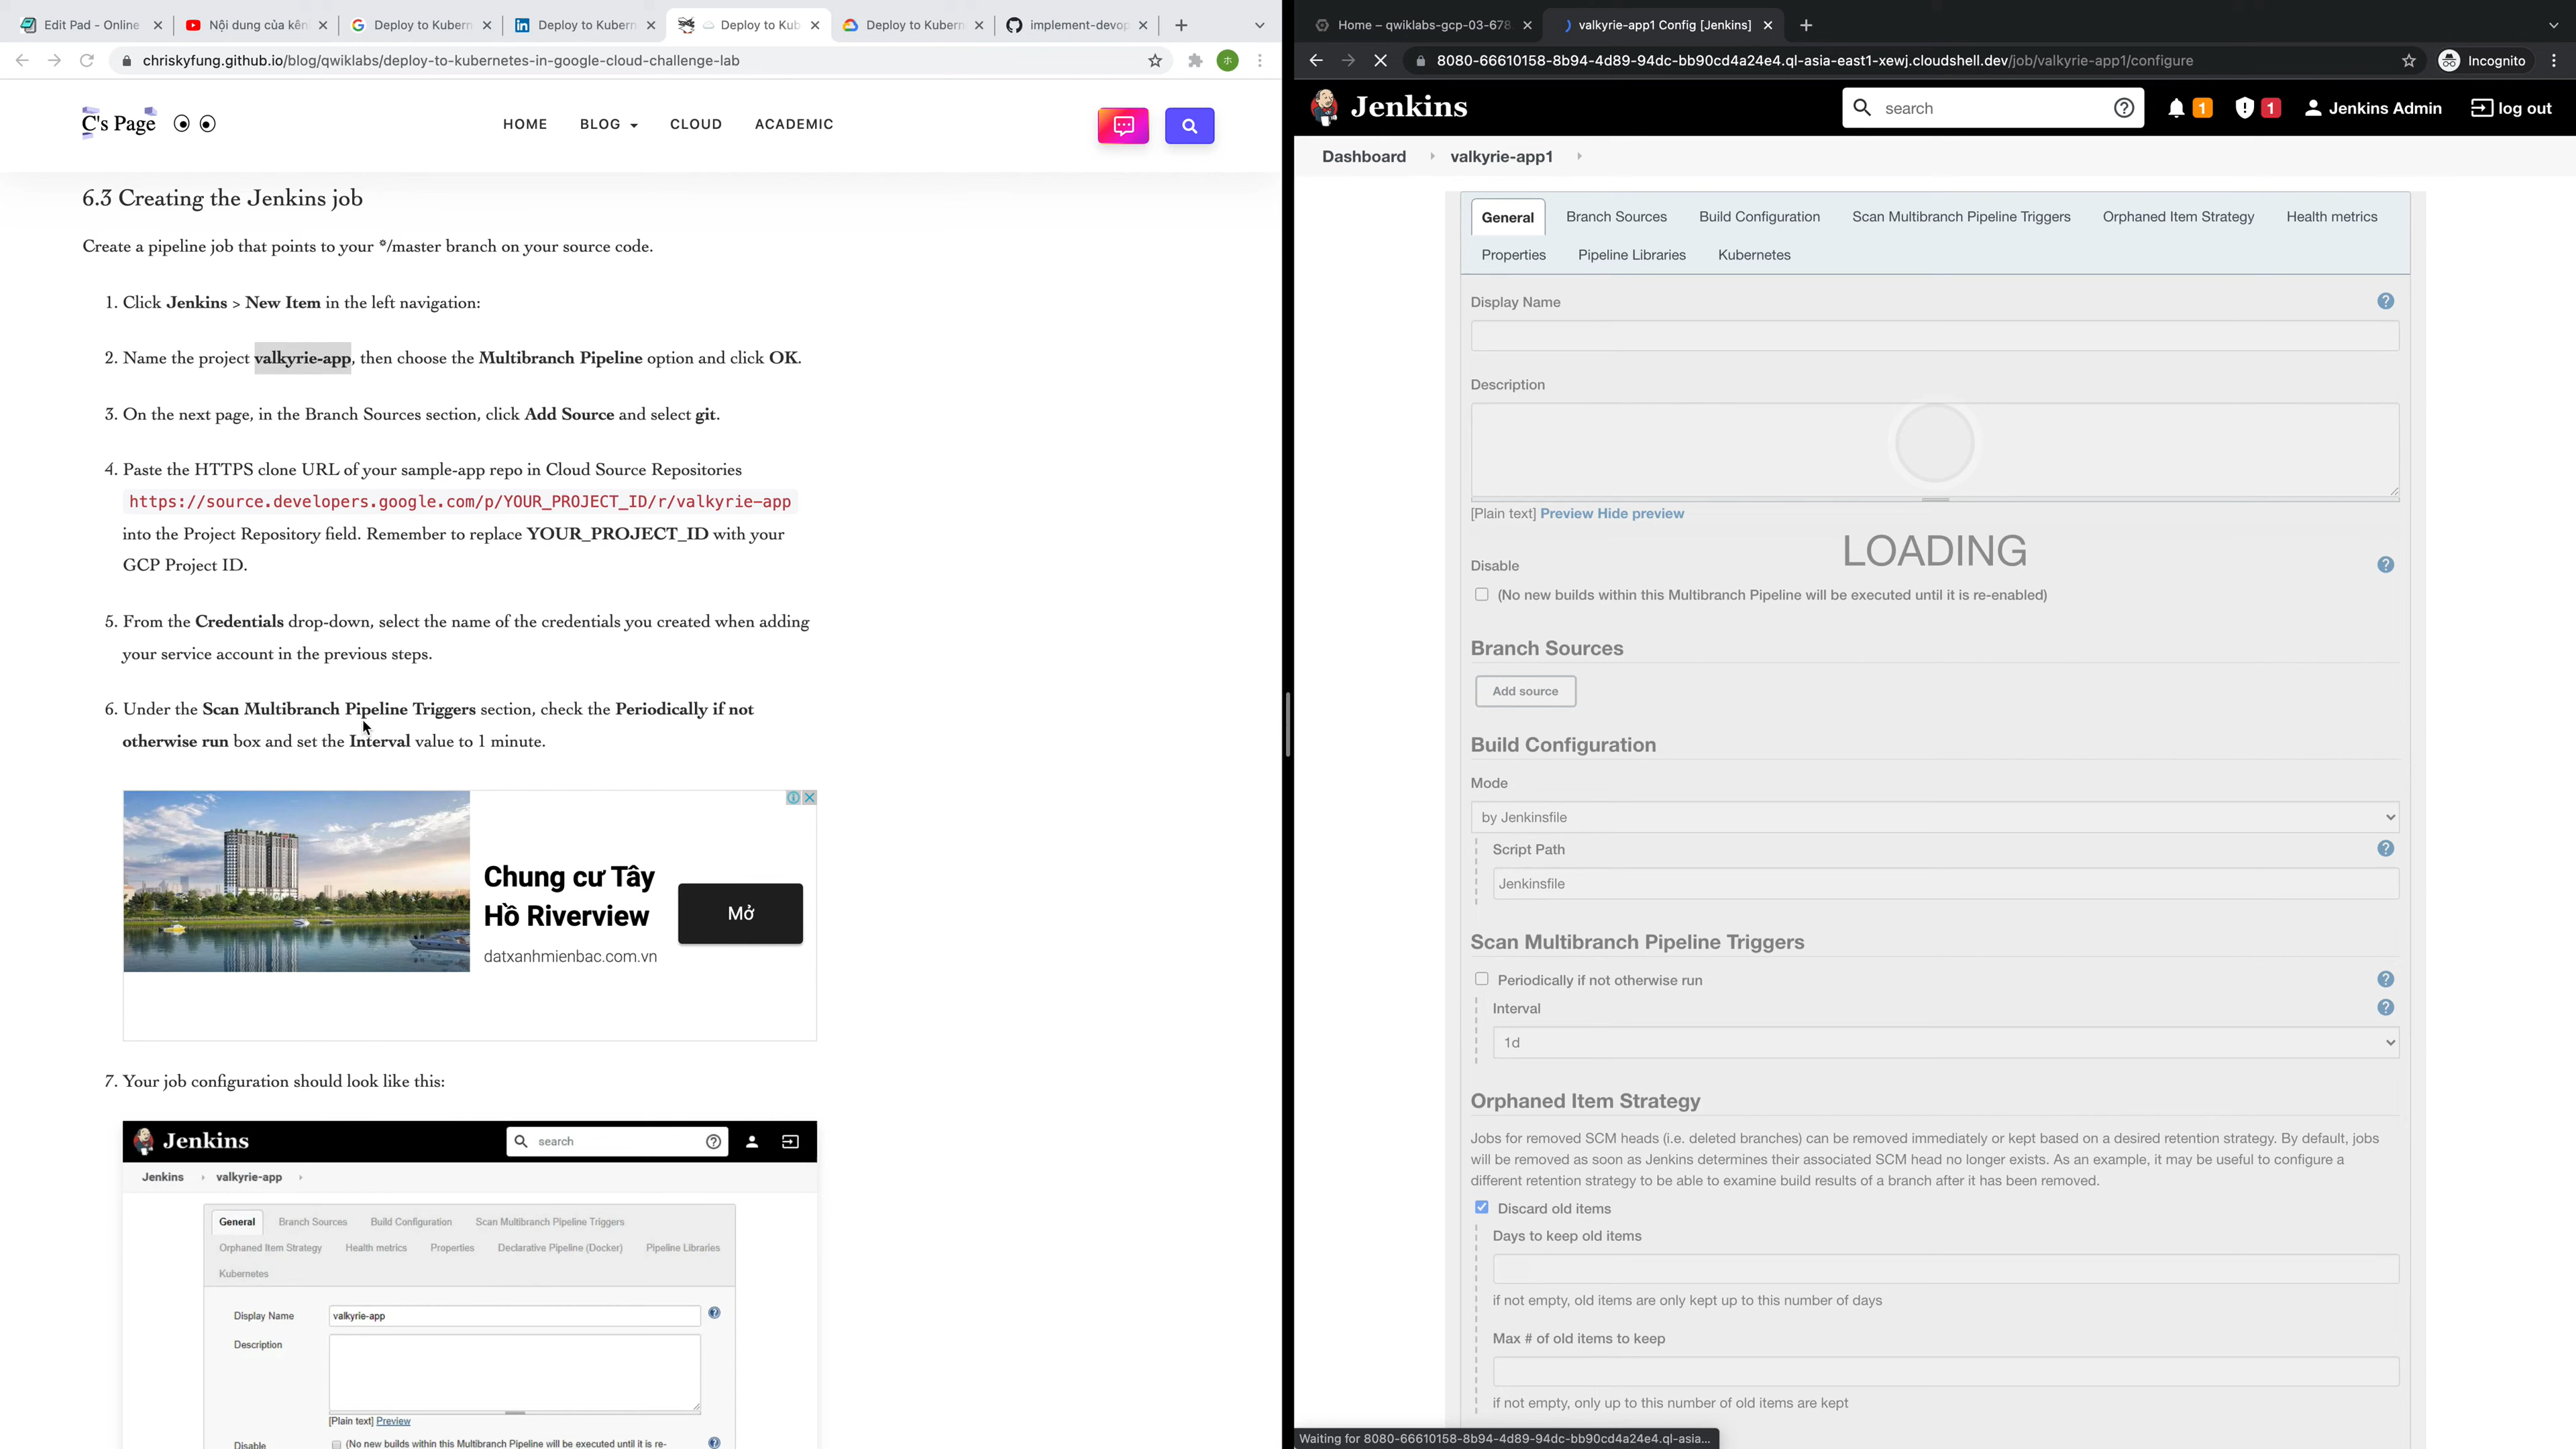 Edit Pad - Online
Nội dung của kên
Deploy to Kubern
Deploy to Kubern
Deploy to Kub
Deploy to Kubern
implement-devop
chriskyfung.github.io/blog/qwiklabs/deploy-to-kubernetes-in-google-cloud-challenge-lab
C's Page
HOME
BLOG
CLOUD
ACADEMIC
6.3 Creating the Jenkins job
Create a pipeline job that points to your */master branch on your source code.
1. Click Jenkins > New Item in the left navigation:
2. Name the project valkyrie-app, then choose the Multibranch Pipeline option and click OK.
3. On the next page, in the Branch Sources section, click Add Source and select git.
4. Paste the HTTPS clone URL of your sample-app repo in Cloud Source Repositories
https://source.developers.google.com/p/YOUR_PROJECT_ID/r/valkyrie-app
into the Project Repository field. Remember to replace YOUR_PROJECT_ID with your
GCP Project ID.
5. From the Credentials drop-down, select the name of the credentials you created when adding
your service account in the previous steps.
6. Under the Scan Multibranch Pipeline Triggers section, check the Periodically if not
otherwise run box and set the Interval value to 1 minute.
Chung cư Tây
Hồ Riverview
datxanhmienbac.com.vn
Mở
7. Your job configuration should look like this:
Jenkins
search
Jenkins
valkyrie-app
General
Branch Sources
Build Configuration
Scan Multibranch Pipeline Triggers
Orphaned Item Strategy
Health metrics
Properties
Declarative Pipeline (Docker)
Pipeline Libraries
Kubernetes
Display Name
valkyrie-app
Description
[Plain text] Preview
Disable
(No new builds within this Multibranch Pipeline will be executed until it is re-
Home – qwiklabs-gcp-03-678
valkyrie-app1 Config [Jenkins]
8080-66610158-8b94-4d89-94dc-bb90cd4a24e4.ql-asia-east1-xewj.cloudshell.dev/job/valkyrie-app1/configure
Incognito
Jenkins
search
1
1
Jenkins Admin
log out
Dashboard
valkyrie-app1
General
Branch Sources
Build Configuration
Scan Multibranch Pipeline Triggers
Orphaned Item Strategy
Health metrics
Properties
Pipeline Libraries
Kubernetes
Display Name
Description
[Plain text] Preview Hide preview
LOADING
Disable
(No new builds within this Multibranch Pipeline will be executed until it is re-enabled)
Branch Sources
Add source
Build Configuration
Mode
by Jenkinsfile
Script Path
Jenkinsfile
Scan Multibranch Pipeline Triggers
Periodically if not otherwise run
Interval
1d
Orphaned Item Strategy
Jobs for removed SCM heads (i.e. deleted branches) can be removed immediately or kept based on a desired retention strategy. By default, jobs
will be removed as soon as Jenkins determines their associated SCM head no longer exists. As an example, it may be useful to configure a
different retention strategy to be able to examine build results of a branch after it has been removed.
Discard old items
Days to keep old items
if not empty, old items are only kept up to this number of days
Max # of old items to keep
if not empty, only up to this number of old items are kept
Waiting for 8080-66610158-8b94-4d89-94dc-bb90cd4a24e4.ql-asia...